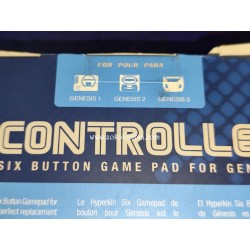 FOR POUR PARA
GENESIS 1 GENESIS 2 GENESIS 3
CONTROLLE
SIX BUTTON GAME PAD FOR GEN
ix Button Gamepad for
perfect replacement
Le Hyperkin Six Gamepad de
bouton pour Genesis est le
El Hyperkin Six B
de Génesis es